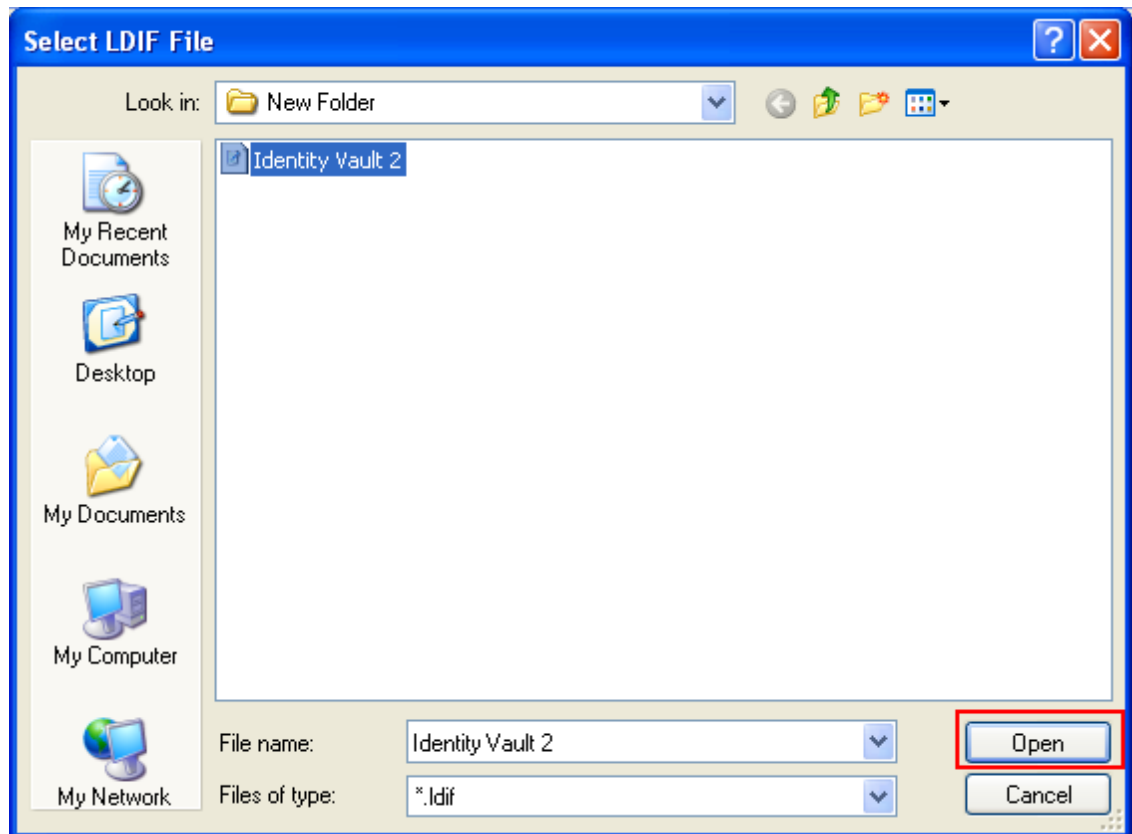 Select LDIF File
Look in:
New Folder
Identity Vault 2
My Recent
Documents
Desktop
My Documents
My Computer
My Network
File name:
Identity Vault 2
Open
Files of type:
*.ldif
Cancel